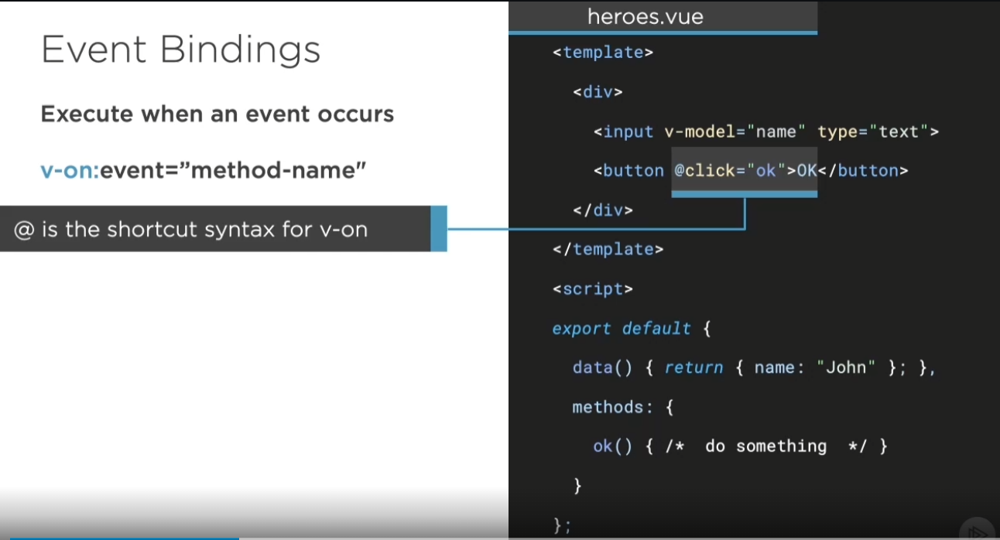 Event Bindings
Execute when an event occurs
v-on:event=”method-name"
@ is the shortcut syntax for v-on
heroes.vue
<template>
<div>
<input v-model="name" type="text">
<button @click="ok">OK</button>
</div>
</template>
<script>
export default {
data() { return { name: "John" }; },
methods: {
ok() { /*  do something  */ }
}
};